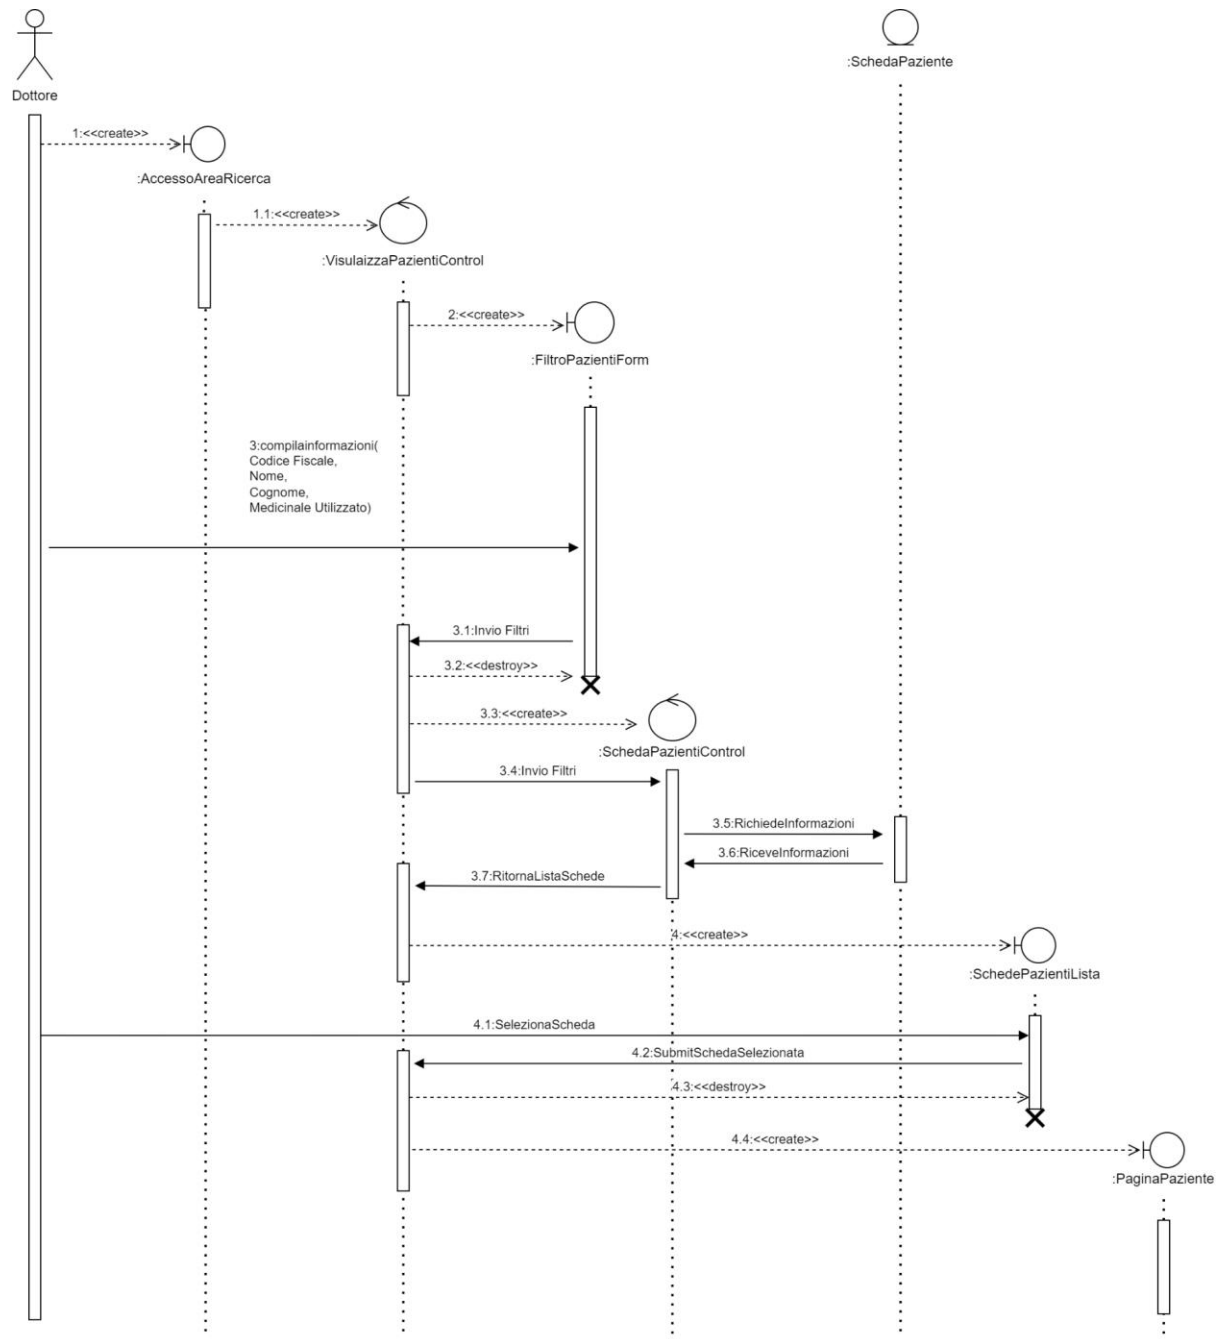 :SchedaPaziente
Dottore
1:<<create>>
:AccessoAreaRicerca
1.1:<<create>>
:VisulaizzaPazientiControl
2:<<create>>
:FiltroPazientiForm
3:compilainformazioni(
Codice Fiscale,
Nome,
Cognome,
Medicinale Utilizzato)
3.1:Invio Filtri
3.2:<<destroy>>
3.3:<<create>>
:SchedaPazientiControl
3.4:Invio Filtri
3.5:RichiedeInformazioni
3.6:RiceveInformazioni
3.7:RitornaListaSchede
4:<<create>>
:SchedePazientiLista
4.1:SelezionaScheda
4.2:SubmitSchedaSelezionata
4.3:<<destroy>>
4.4:<<create>>
:PaginaPaziente